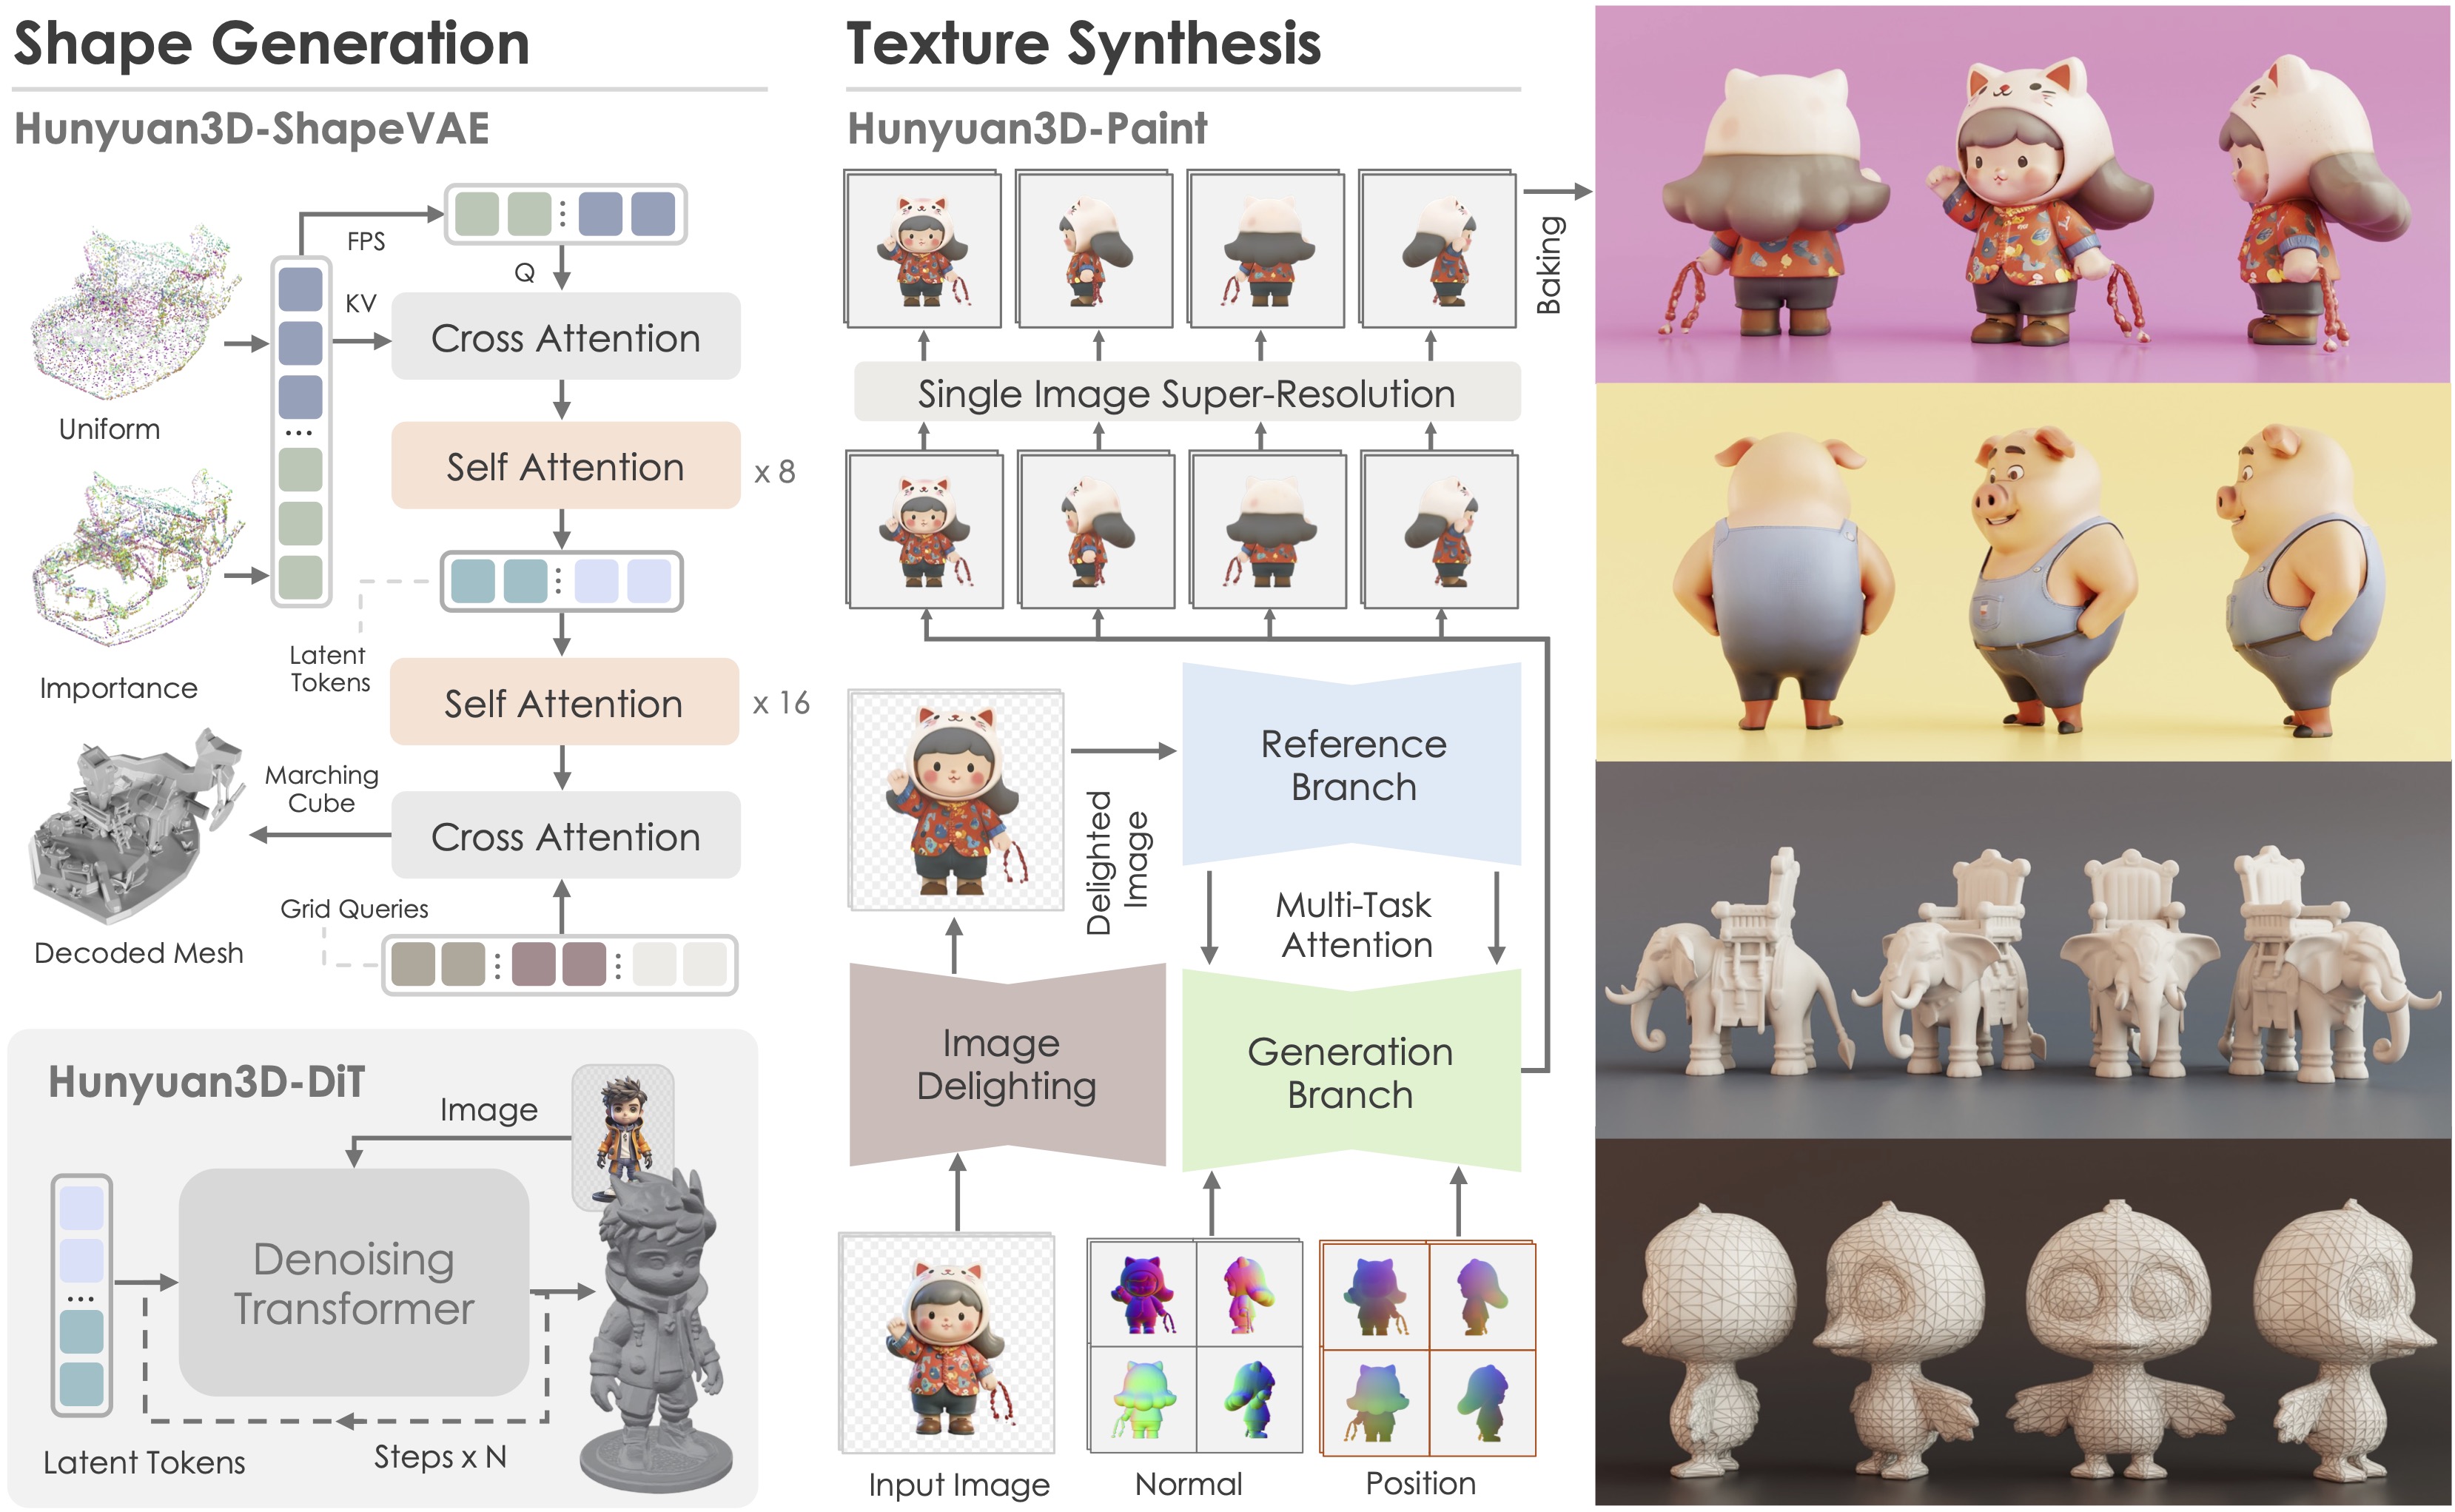 Shape Generation
Hunyuan3D-ShapeVAE
FPS
Q
KV
Cross Attention
Uniform
Self Attention
x 8
Importance
Latent
Tokens
Self Attention
x 16
Marching
Cube
Cross Attention
Grid Queries
Decoded Mesh
Hunyuan3D-DiT
Image
Denoising
Transformer
Latent Tokens
Steps x N
Texture Synthesis
Hunyuan3D-Paint
Baking
Single Image Super-Resolution
Reference
Branch
Delighted
Image
Multi-Task
Attention
Image
Delighting
Generation
Branch
Input Image
Normal
Position